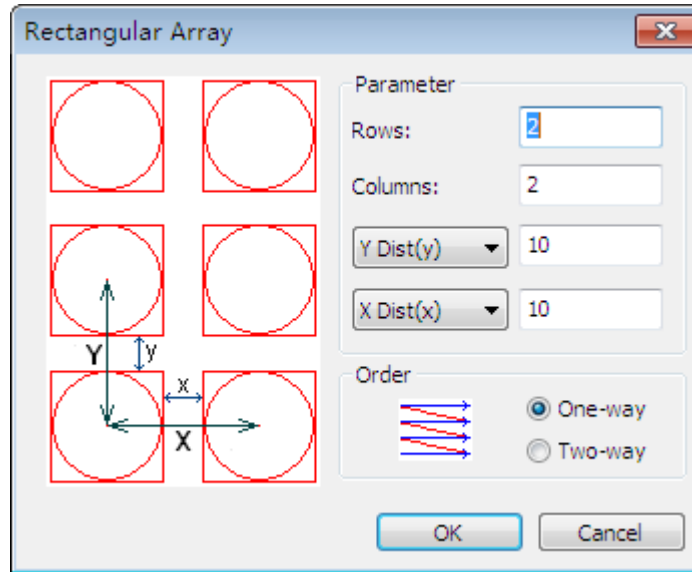 Rectangular Array
Parameter
Rows: 2
Columns: 2
Y Dist(y) 10
X Dist(x) 10
Y
y
x
X
Order
One-way
Two-way
OK Cancel